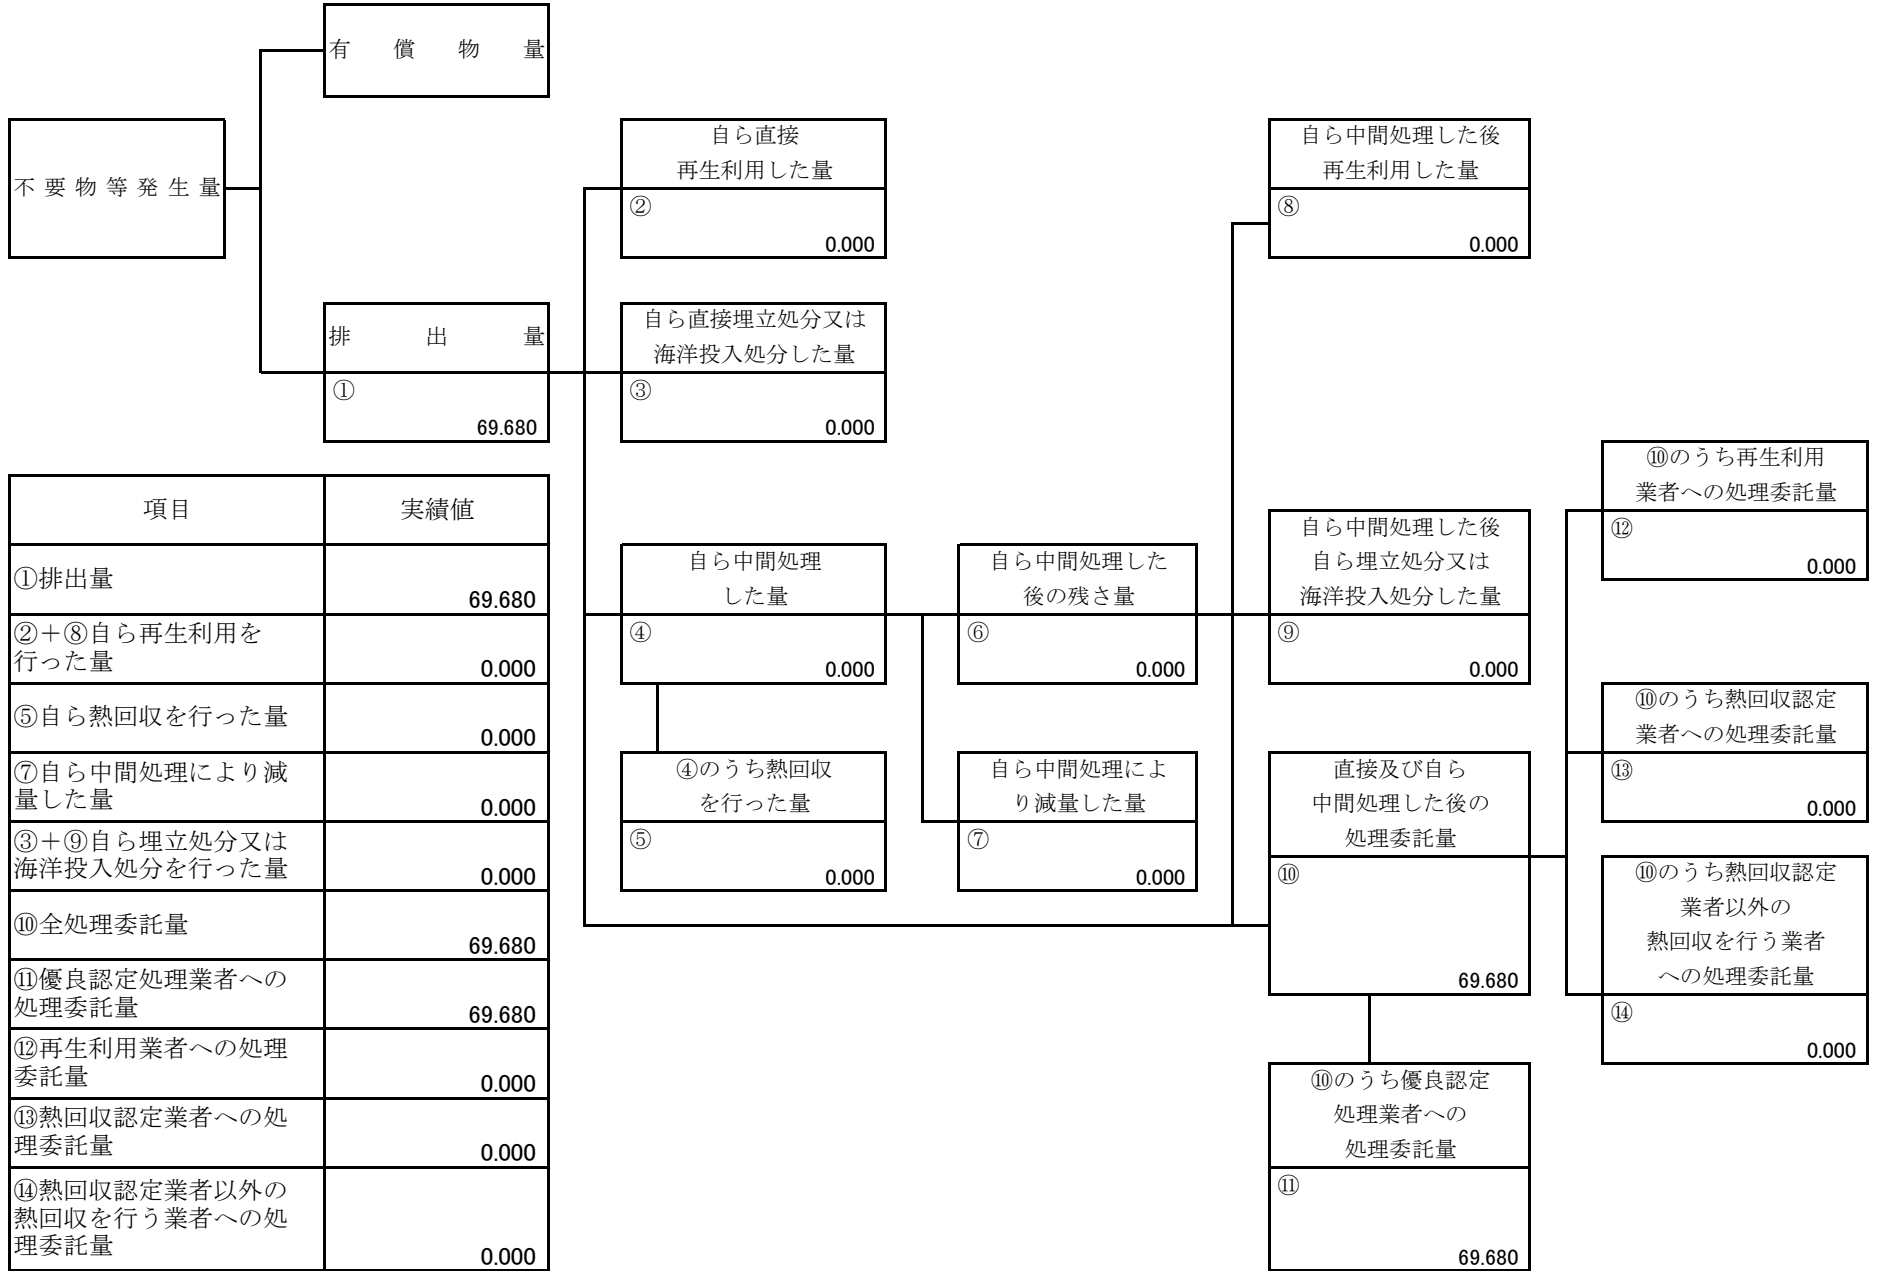 有償物量
不要物等発生量
自ら直接
再生利用した量
②
0.000
自ら中間処理した後
再生利用した量
⑧
0.000
排出量
①
69.680
自ら直接埋立処分又は
海洋投入処分した量
③
0.000
項目 実績値
①排出量
69.680
②＋⑧自ら再生利用を
行った量
0.000
⑤自ら熱回収を行った量
0.000
⑦自ら中間処理により減
量した量
0.000
③＋⑨自ら埋立処分又は
海洋投入処分を行った量
0.000
⑩全処理委託量
69.680
⑪優良認定処理業者への
処理委託量
69.680
⑫再生利用業者への処理
委託量
0.000
⑬熱回収認定業者への処
理委託量
0.000
⑭熱回収認定業者以外の
熱回収を行う業者への処
理委託量
0.000
自ら中間処理
した量
④
0.000
自ら中間処理した
後の残さ量
⑥
0.000
自ら中間処理した後
自ら埋立処分又は
海洋投入処分した量
⑨
0.000
④のうち熱回収
を行った量
⑤
0.000
自ら中間処理によ
り減量した量
⑦
0.000
直接及び自ら
中間処理した後の
処理委託量
⑩
69.680
⑩のうち優良認定
処理業者への
処理委託量
⑪
69.680
⑩のうち再生利用
業者への処理委託量
⑫
0.000
⑩のうち熱回収認定
業者への処理委託量
⑬
0.000
⑩のうち熱回収認定
業者以外の
熱回収を行う業者
への処理委託量
⑭
0.000